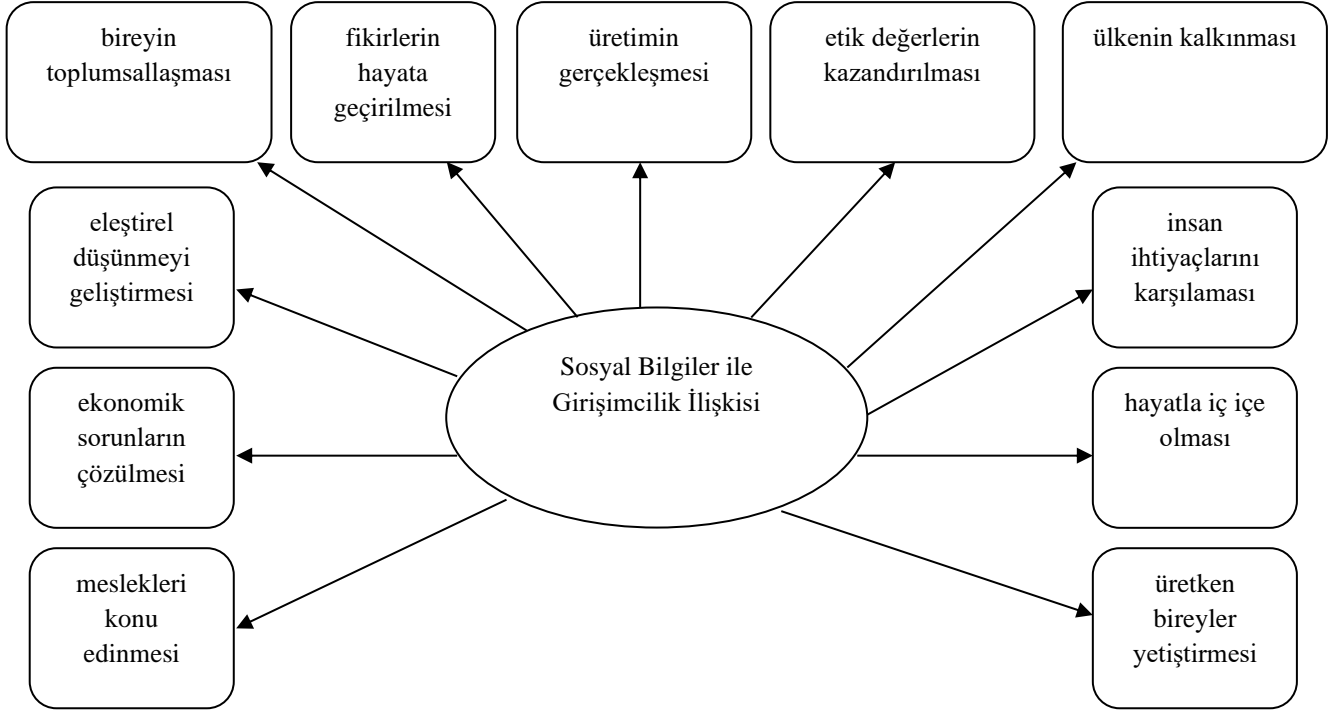 bireyin
toplumsallaşması
fikirlerin
hayata
geçirilmesi
üretimin
gerçekleşmesi
etik değerlerin
kazandırılması
ülkenin kalkınması
eleştirel
düşünmeyi
geliştirmesi
insan
ihtiyaçlarını
karşılaması
Sosyal Bilgiler ile
Girişimcilik İlişkisi
ekonomik
sorunların
çözülmesi
hayatla iç içe
olması
meslekleri
konu
edinmesi
üretken
bireyler
yetiştirmesi